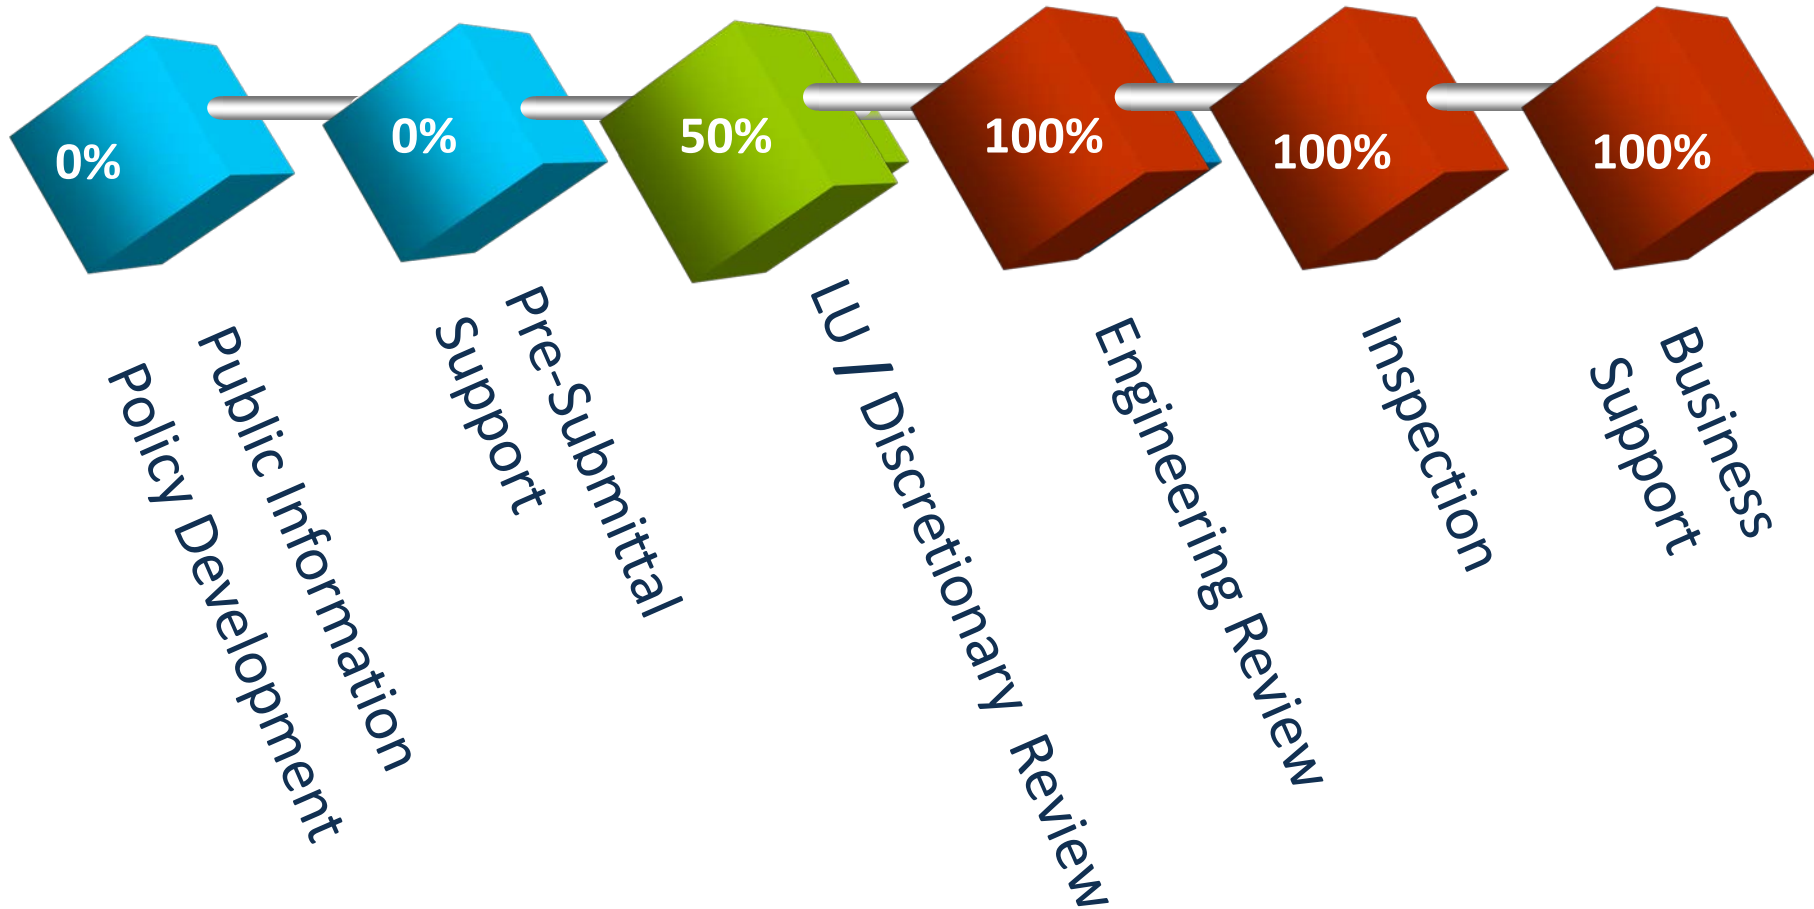 0%
0%
50%
100%
100%
100%
Public Information
Policy Development
Pre-Submittal
Support
LU / Discretionary Review
Engineering Review
Inspection
Business
Support